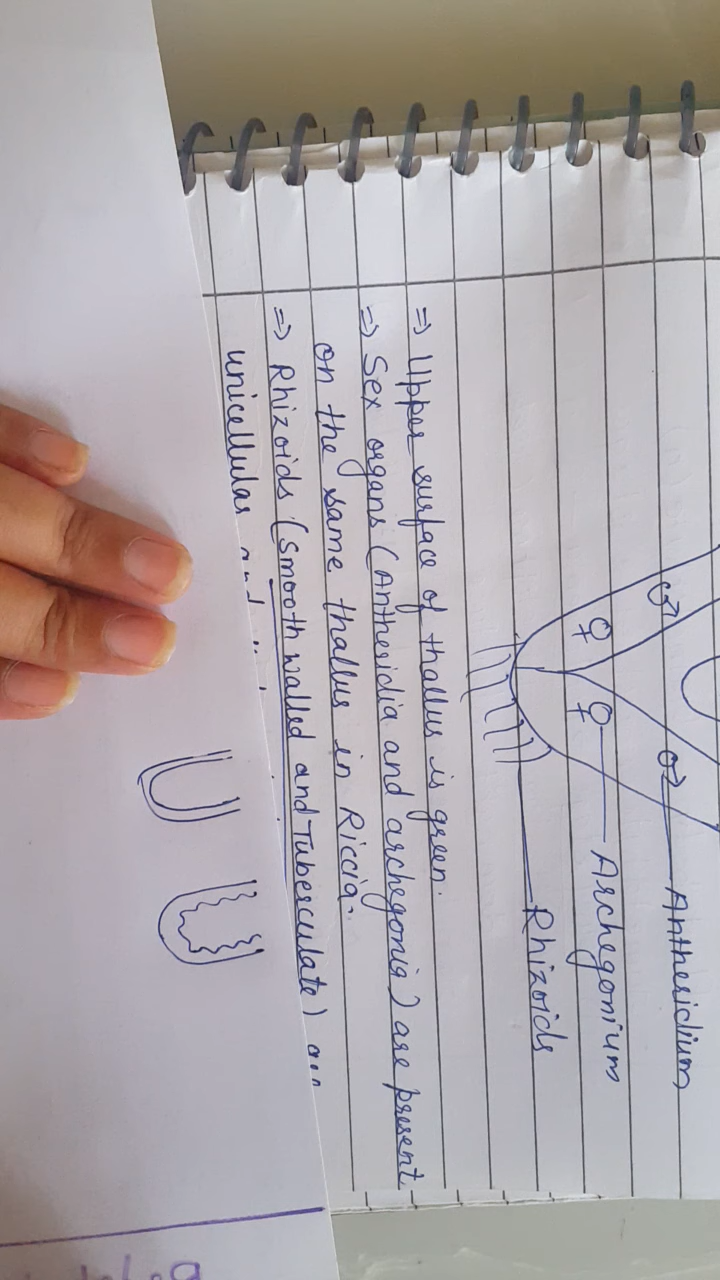 Antheridium
Archegonium
Rhizoids
=> Upper surface of thallus is green.
=> Sex organs (Antheridia and archegonia) are present
on the same thallus in Riccia.
=> Rhizoids (Smooth walled and Tuberculate)
unicellular